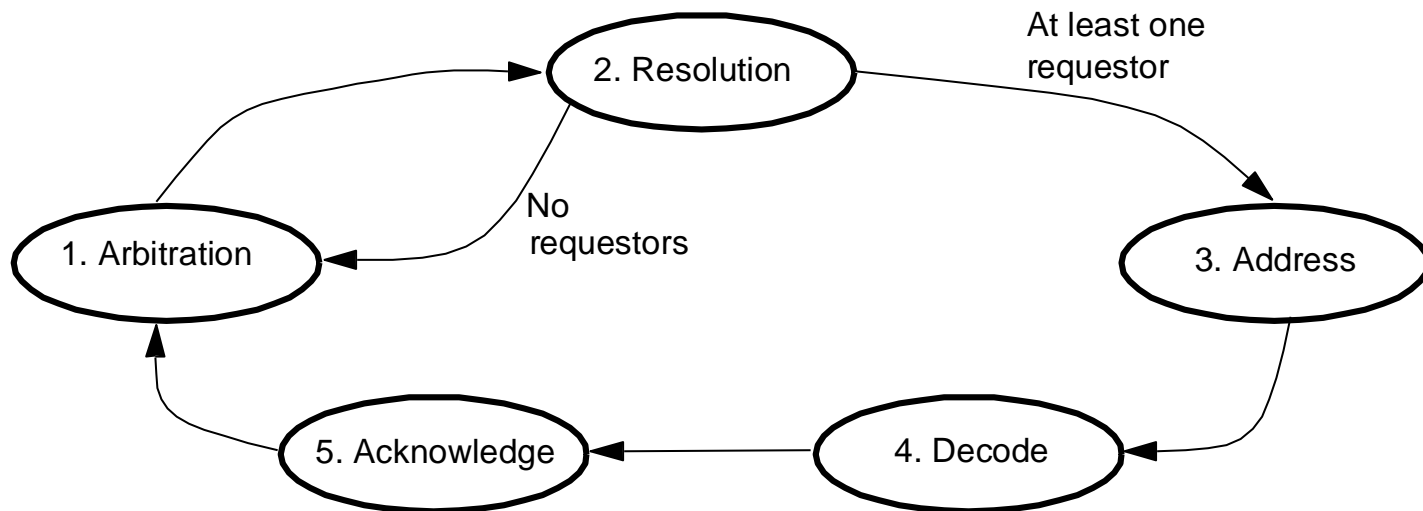 At least one
requestor
2. Resolution
No
requestors
1. Arbitration
3. Address
5. Acknowledge
4. Decode